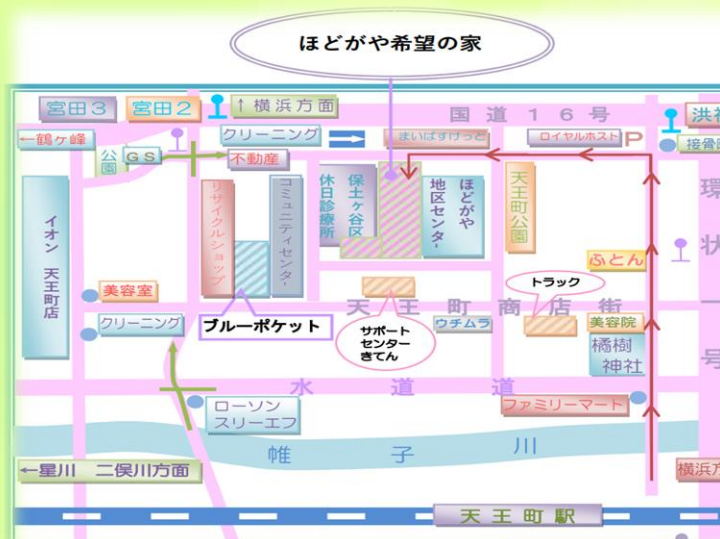 ほどがや希望の家
宮田3
宮田2
↑横浜方面
国道16号
←鶴ヶ峰
公園
GS
クリーニング
不動産
まいばすけっと
ロイヤルホスト
P
イオン 天王町店
リサイクルショップ
コミュニティセンター
保土ヶ谷区
休日診療所
ほどがや
地区センター
天王町公園
環状一号
ふとん
トラック
美容室
クリーニング
ブルーポケット
天王町商店街
サポート
センター
きてん
ウチムラ
美容院
橘樹
神社
水道道
ローソン
スリーエフ
ファミリーマート
帷子川
←星川 二俣川方面
天王町駅